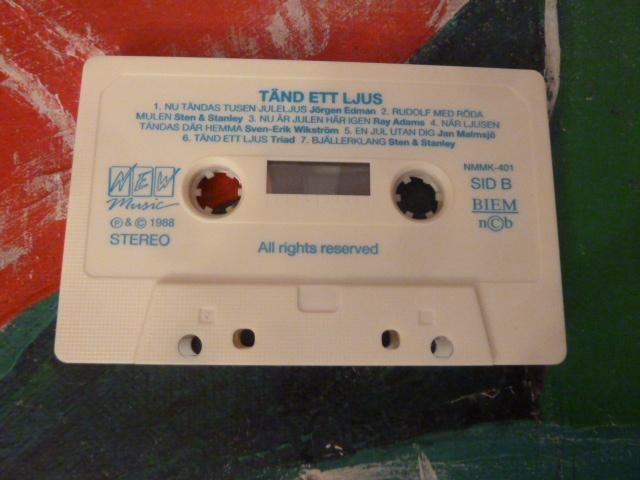 TÄND ETT LJUS
1. NU TÄNDAS TUSEN JULELJUS Jörgen Edman 2. RUDOLF MED RÖDA
MULEN Sten & Stanley 3. NU ÄR JULEN HÄR IGEN Ray Adams 4. NÄR LJUSEN
TÄNDAS DÄR HEMMA Sven-Erik Wikström 5. EN JUL UTAN DIG Jan Malmsjö
6. TÄND ETT LJUS Triad 7. BJÄLLERKLANG Sten & Stanley
NEW
Music
℗ & © 1988
STEREO
NMMK-401
SID B
BIEM
n©b
All rights reserved